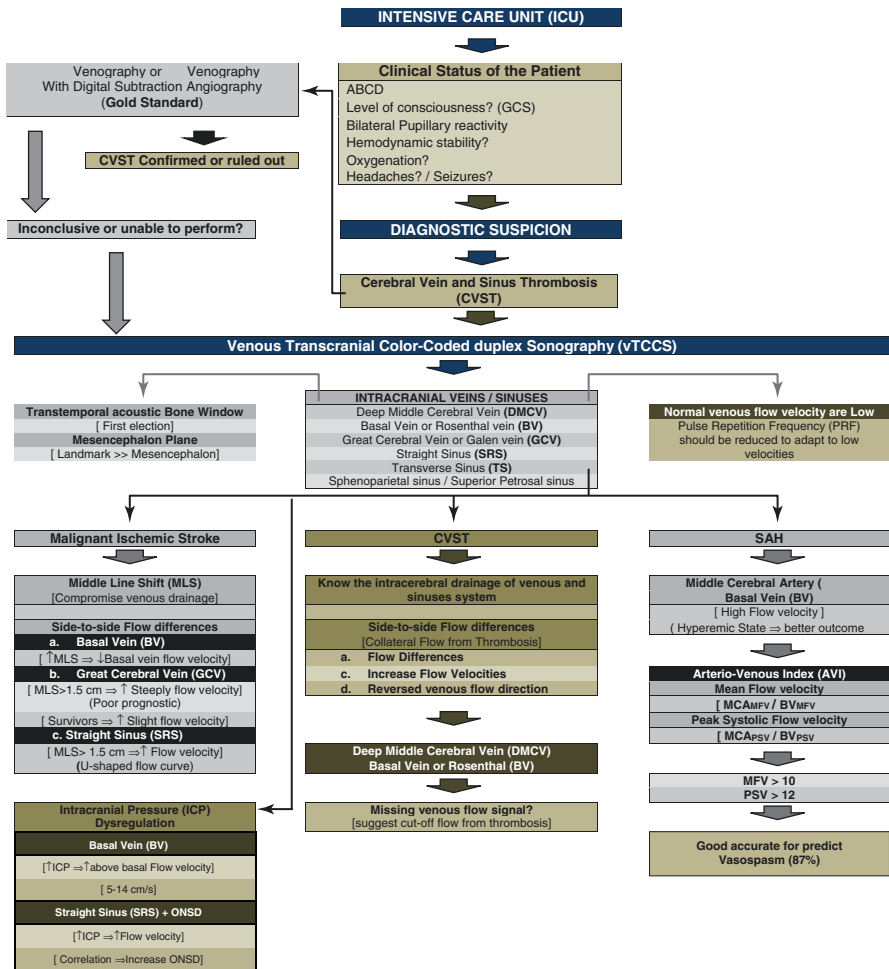 INTENSIVE CARE UNIT (ICU)
Clinical Status of the Patient
ABCD
Level of consciousness? (GCS)
Bilateral Pupillary reactivity
Hemodynamic stability?
Oxygenation?
Headaches? / Seizures?
Venography or Venography
With Digital Subtraction Angiography
(Gold Standard)
CVST Confirmed or ruled out
Inconclusive or unable to perform?
DIAGNOSTIC SUSPICION
Cerebral Vein and Sinus Thrombosis
(CVST)
Venous Transcranial Color-Coded duplex Sonography (vTCCS)
Transtemporal acoustic Bone Window
[ First election]
Mesencephalon Plane
[ Landmark >> Mesencephalon]
INTRACRANIAL VEINS / SINUSES
Deep Middle Cerebral Vein (DMCV)
Basal Vein or Rosenthal vein (BV)
Great Cerebral Vein or Galen vein (GCV)
Straight Sinus (SRS)
Transverse Sinus (TS)
Sphenoparietal sinus / Superior Petrosal sinus
Normal venous flow velocity are Low
Pulse Repetition Frequency (PRF)
should be reduced to adapt to low
velocities
Malignant Ischemic Stroke
Middle Line Shift (MLS)
[Compromise venous drainage]
Side-to-side Flow differences
a. Basal Vein (BV)
[ ↑MLS ⇒ ↓Basal vein flow velocity]
b. Great Cerebral Vein (GCV)
[ MLS>1.5 cm ⇒ ↑ Steeply flow velocity]
(Poor prognostic)
[ Survivors ⇒ ↑ Slight flow velocity]
c. Straight Sinus (SRS)
[ MLS> 1.5 cm ⇒↑ Flow velocity]
(U-shaped flow curve)
Intracranial Pressure (ICP)
Dysregulation
Basal Vein (BV)
[↑ICP ⇒↑above basal Flow velocity]
[ 5-14 cm/s]
Straight Sinus (SRS) + ONSD
[↑ICP ⇒↑Flow velocity]
[ Correlation ⇒Increase ONSD]
CVST
Know the intracerebral drainage of venous and
sinuses system
Side-to-side Flow differences
[Collateral Flow from Thrombosis]
a. Flow Differences
c. Increase Flow Velocities
d. Reversed venous flow direction
Deep Middle Cerebral Vein (DMCV)
Basal Vein or Rosenthal (BV)
Missing venous flow signal?
[suggest cut-off flow from thrombosis]
SAH
Middle Cerebral Artery (
Basal Vein (BV)
[ High Flow velocity ]
( Hyperemic State ⇒ better outcome
Arterio-Venous Index (AVI)
Mean Flow velocity
[ MCAMFV / BVMFV
Peak Systolic Flow velocity
[ MCAPSV / BVPSV
MFV > 10
PSV > 12
Good accurate for predict
Vasospasm (87%)